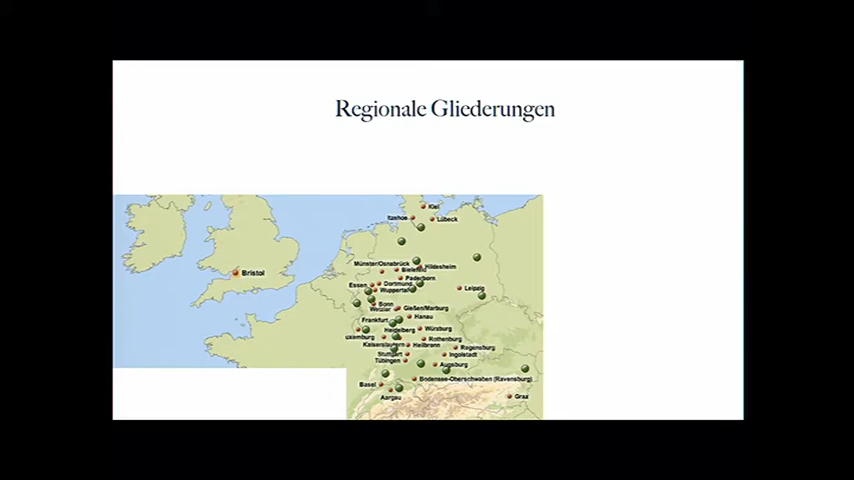 Regionale Gliederungen
Kiel
Itzehoe
Lübeck
Bristol
Münster/Osnabrück
Hildesheim
Bielefeld
Paderborn
Essen
Dortmund
Wuppertal
Leipzig
Bonn
Wetzlar
Gießen/Marburg
Frankfurt
Hanau
Heidelberg
Würzburg
uxemburg
Rothenburg
Kaiserslautern
Heilbronn
Regensburg
Stuttgart
Ingolstadt
Tübingen
Augsburg
Bodensee-Oberschwaben (Ravensburg)
Basel
Aargau
Graz